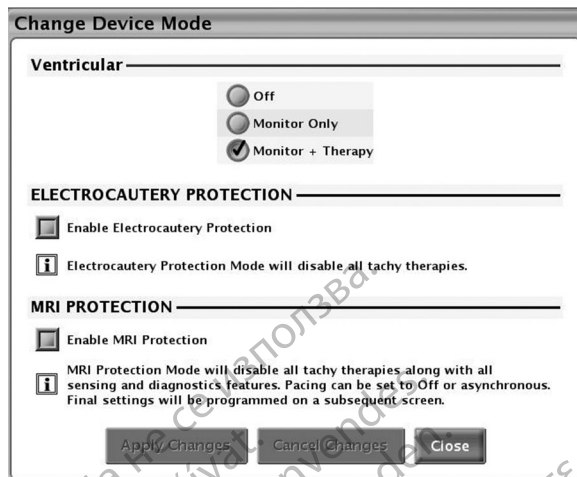 Change Device Mode
Ventricular
Off
Monitor Only
Monitor + Therapy
ELECTROCAUTERY PROTECTION
Enable Electrocautery Protection
i Electrocautery Protection Mode will disable all tachy therapies.
MRI PROTECTION
Enable MRI Protection
i MRI Protection Mode will disable all tachy therapies along with all
sensing and diagnostics features. Pacing can be set to Off or asynchronous.
Final settings will be programmed on a subsequent screen.
Apply Changes Cancel Changes Close
не се използва.